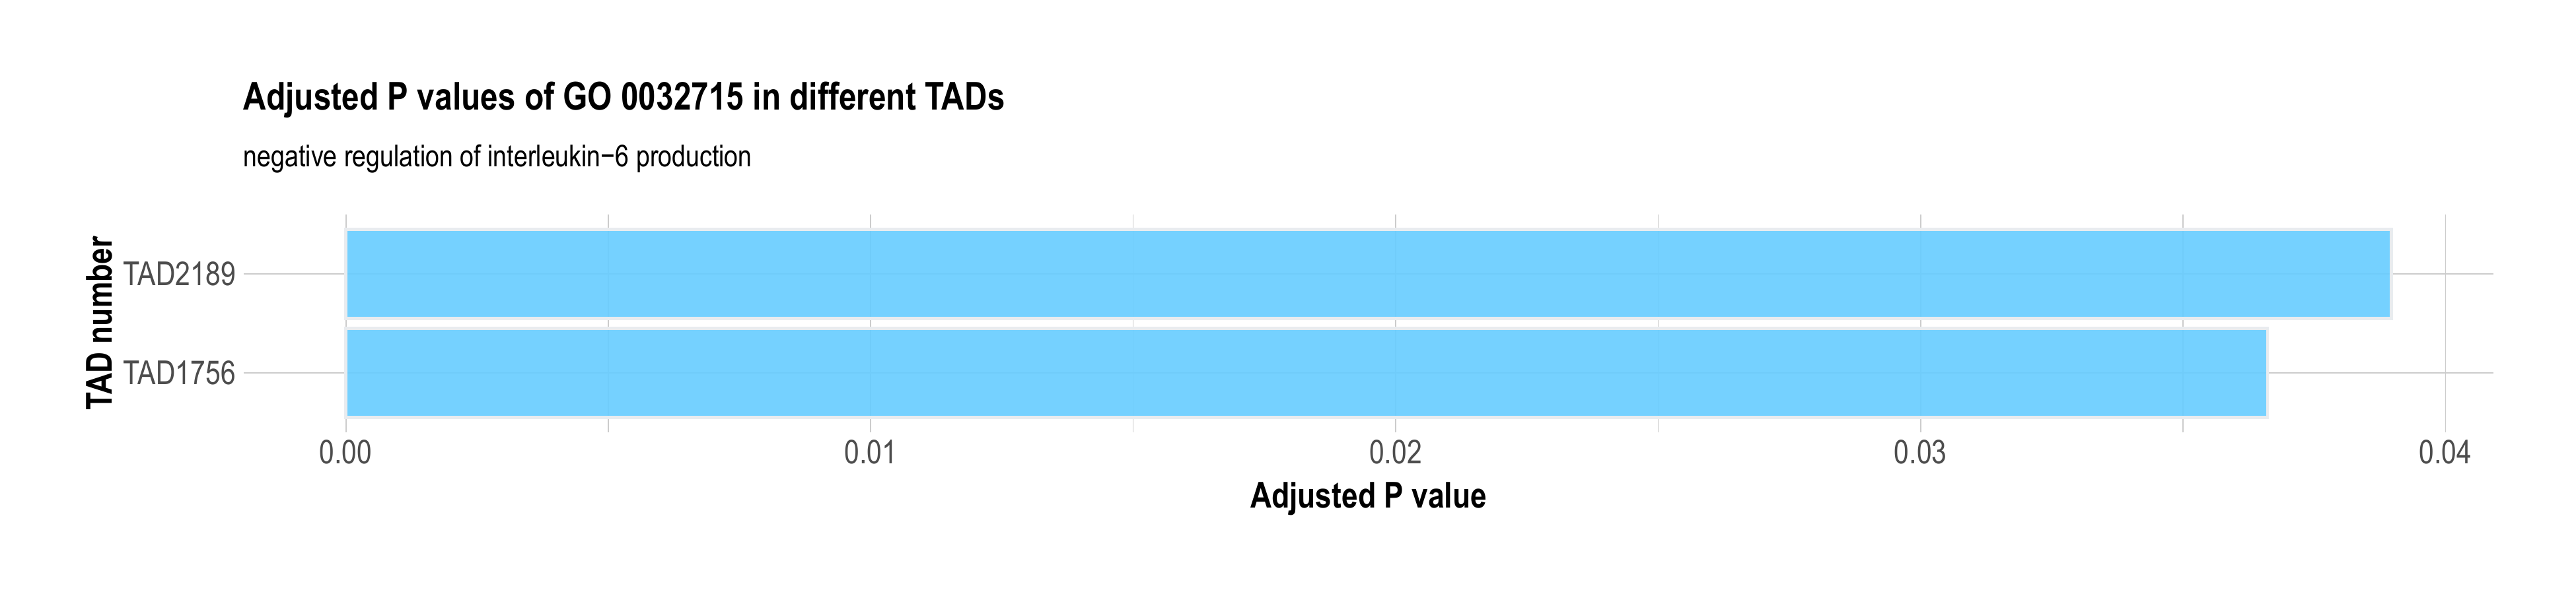 Adjusted P values of GO 0032715 in different TADs
negative regulation of interleukin−6 production
TAD number
TAD2189
TAD1756
0.00 0.01 0.02 0.03 0.04
Adjusted P value